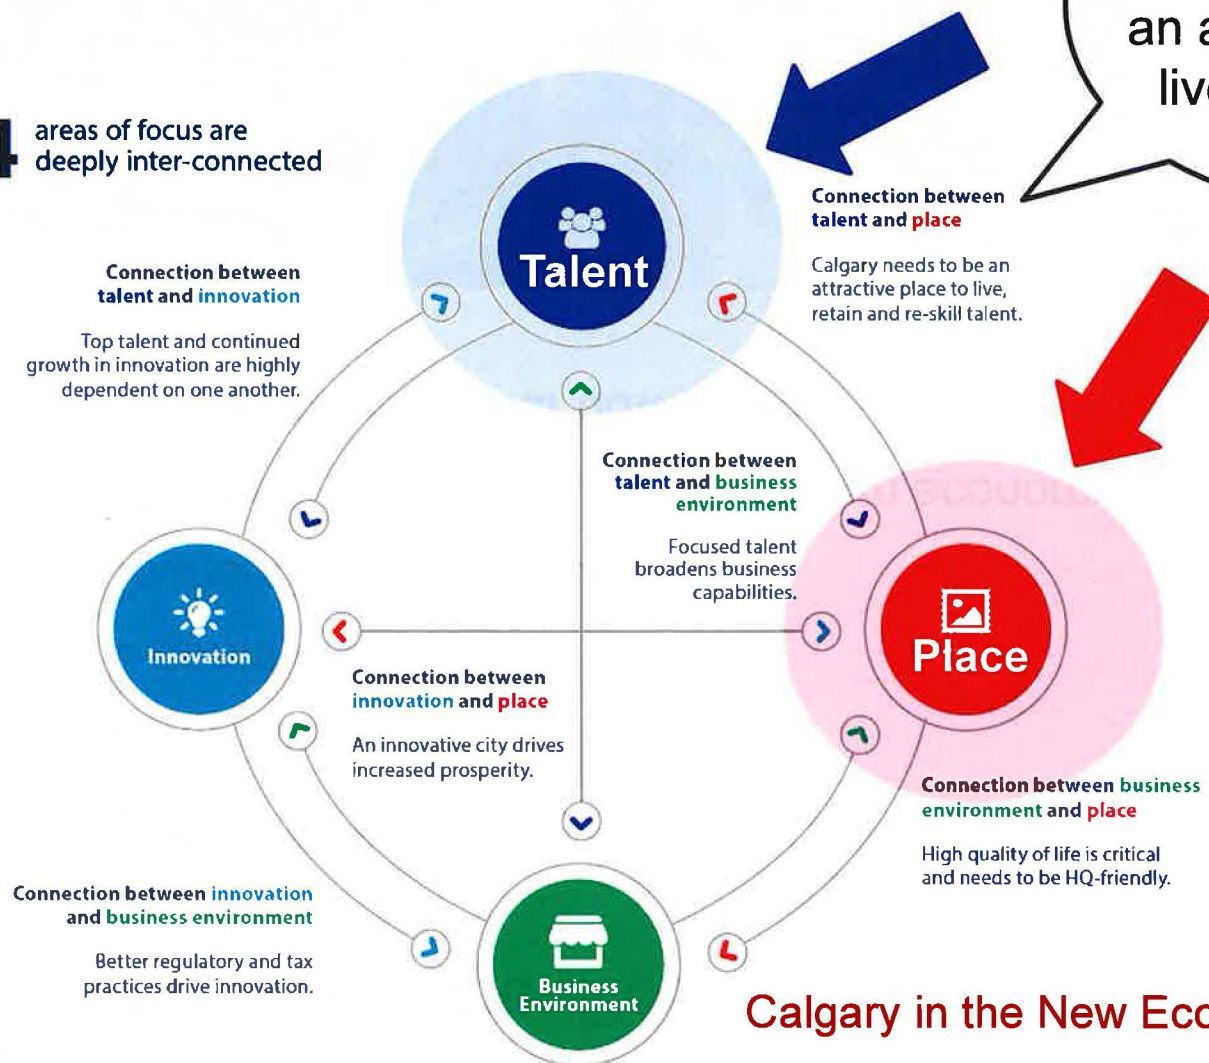 an a
live
4
areas of focus are
deeply inter-connected
Talent
Connection between
talent and place
Calgary needs to be an
attractive place to live,
retain and re-skill talent.
Connection between
talent and innovation
Top talent and continued
growth in innovation are highly
dependent on one another.
Connection between
talent and business
environment
Focused talent
broadens business
capabilities.
Innovation
Place
Connection between
innovation and place
An innovative city drives
increased prosperity.
Connection between business
environment and place
High quality of life is critical
and needs to be HQ-friendly.
Connection between innovation
and business environment
Better regulatory and tax
practices drive innovation.
Business
Environment
Calgary in the New Eco